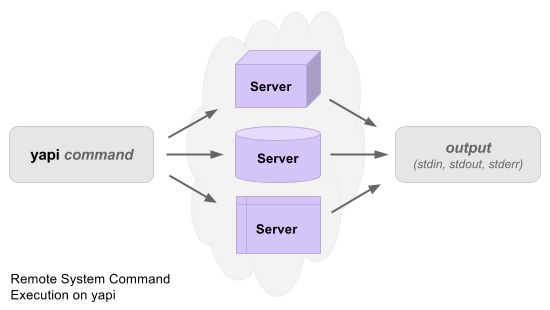 Server
yapi command
Server
output
(stdin, stdout, stderr)
Server
Remote System Command
Execution on yapi